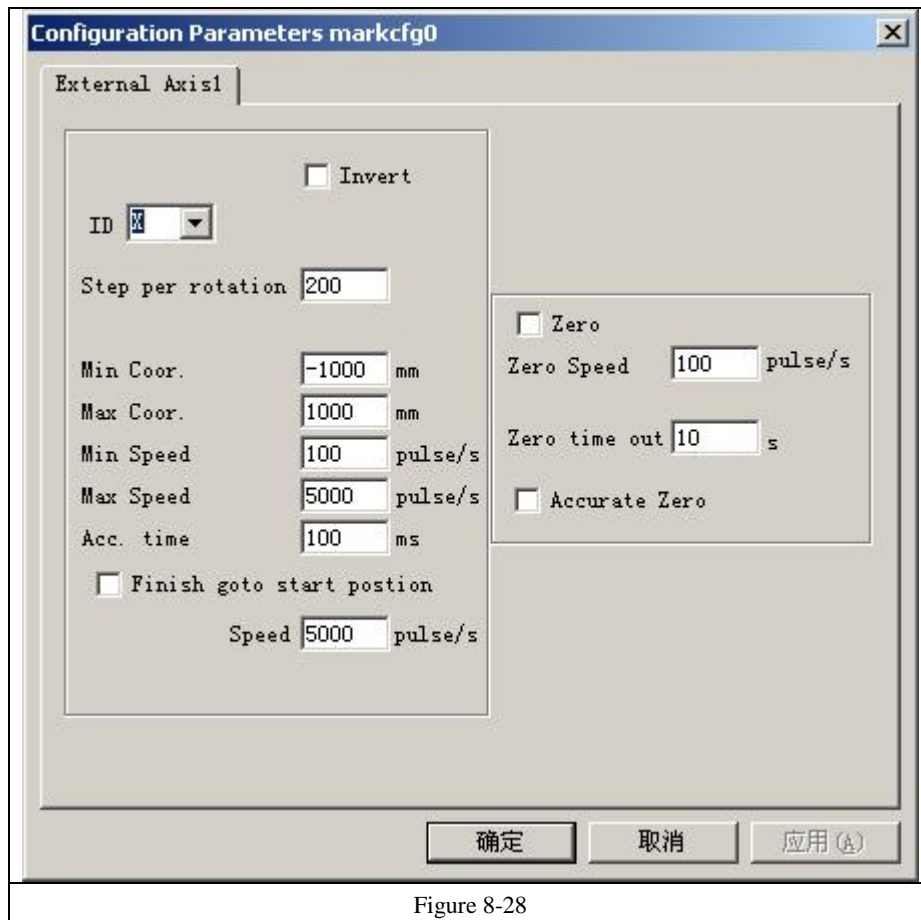 Configuration Parameters markcfg0
External Axis1
Invert
ID X
Step per rotation 200
Min Coor. -1000 mm
Max Coor. 1000 mm
Min Speed 100 pulse/s
Max Speed 5000 pulse/s
Acc. time 100 ms
Finish goto start postion
Speed 5000 pulse/s
Zero
Zero Speed 100 pulse/s
Zero time out 10 s
Accurate Zero
确定 取消 应用(A)
Figure 8-28